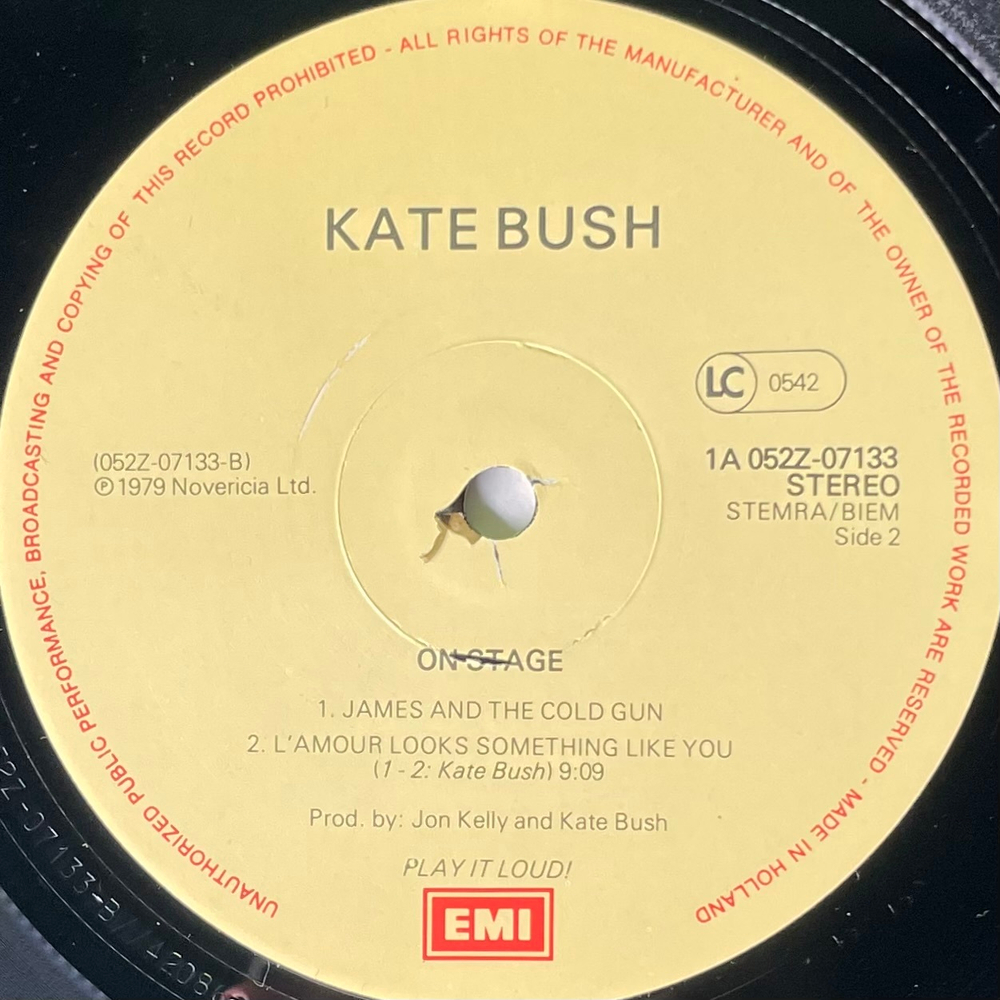 UNAUTHORIZED PUBLIC PERFORMANCE, BROADCASTING AND COPYING OF THIS RECORD PROHIBITED - ALL RIGHTS OF THE MANUFACTURER AND OF THE OWNER OF THE RECORDED WORK ARE RESERVED - MADE IN HOLLAND
KATE BUSH
LC 0542
(052Z-07133-B)
℗ 1979 Novericia Ltd.
1A 052Z-07133
STEREO
STEMRA/BIEM
Side 2
ON STAGE
1. JAMES AND THE COLD GUN
2. L'AMOUR LOOKS SOMETHING LIKE YOU
(1 - 2: Kate Bush) 9:09
Prod. by: Jon Kelly and Kate Bush
PLAY IT LOUD!
EMI